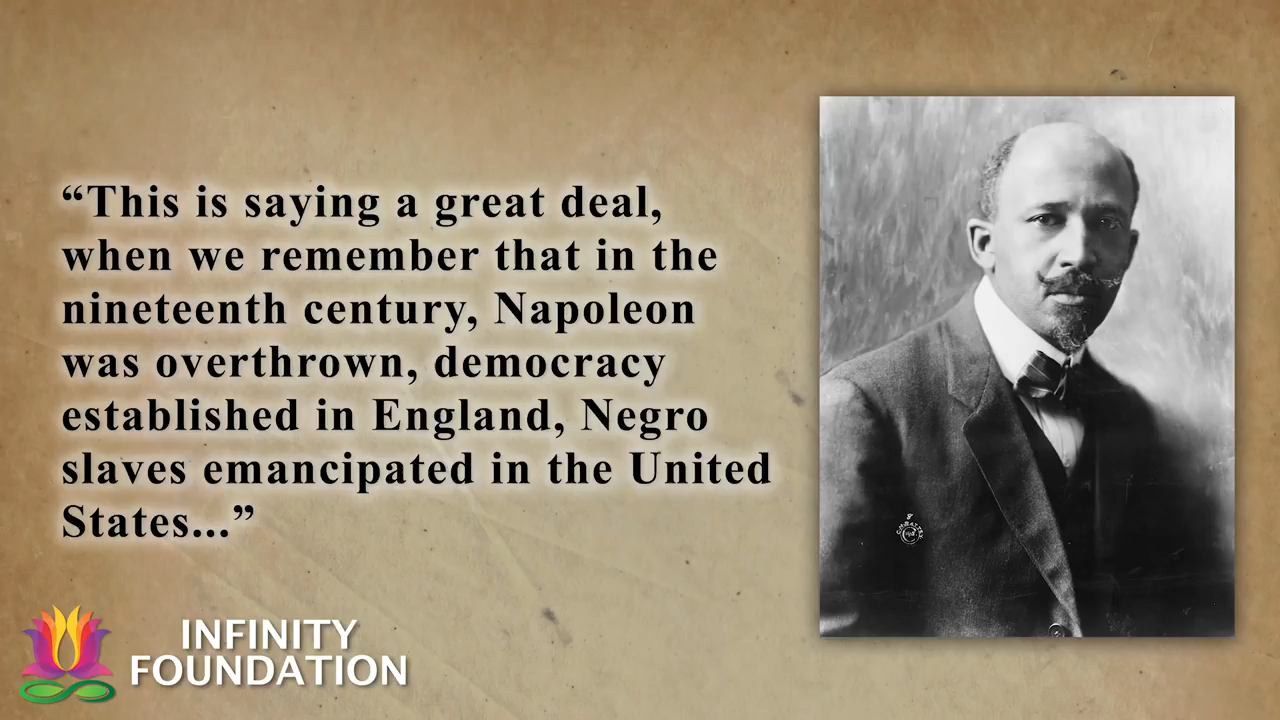 “This is saying a great deal,
when we remember that in the
nineteenth century, Napoleon
was overthrown, democracy
established in England, Negro
slaves emancipated in the United
States...”
INFINITY
FOUNDATION